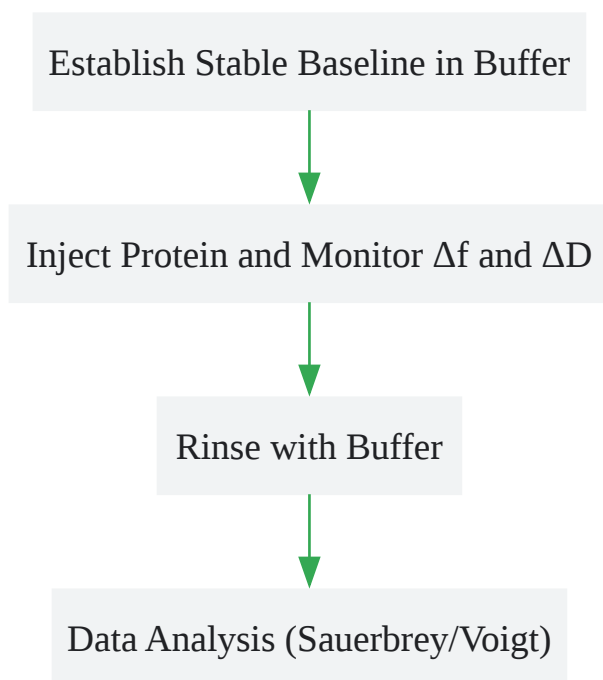 Establish Stable Baseline in Buffer
Inject Protein and Monitor Δf and ΔD
Rinse with Buffer
Data Analysis (Sauerbrey/Voigt)